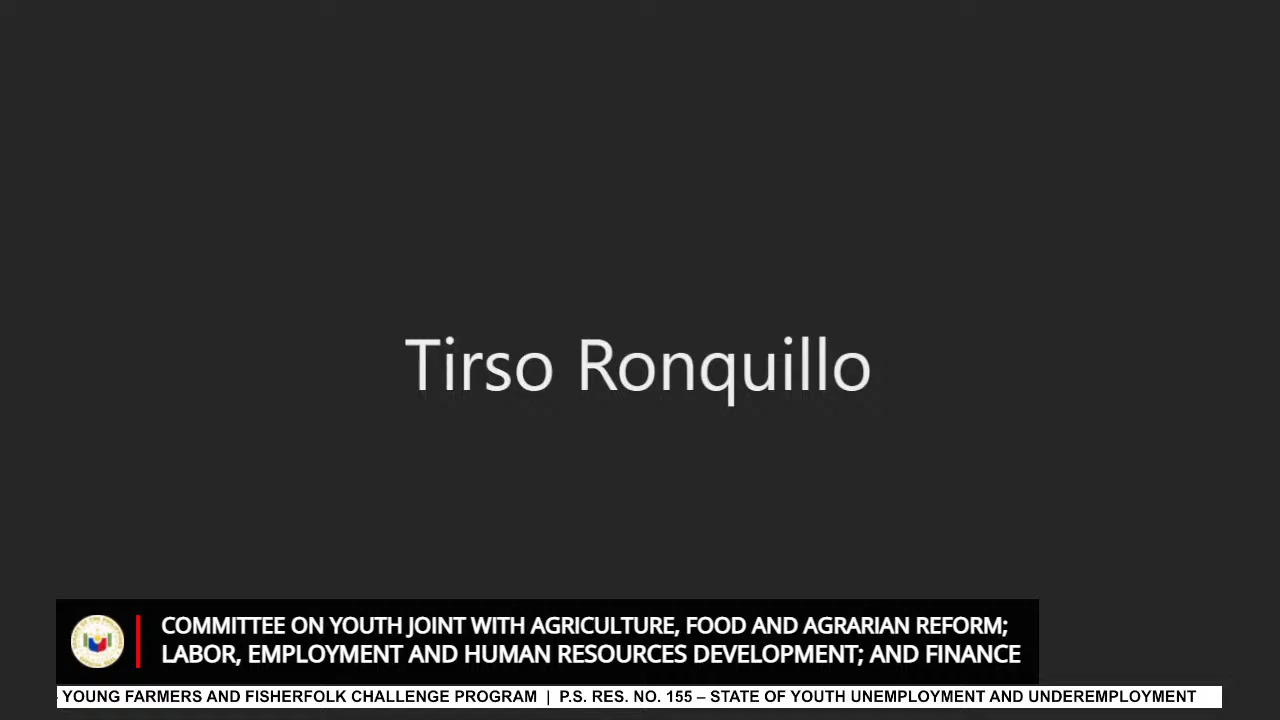 Tirso Ronquillo
COMMITTEE ON YOUTH JOINT WITH AGRICULTURE, FOOD AND AGRARIAN REFORM;
LABOR, EMPLOYMENT AND HUMAN RESOURCES DEVELOPMENT; AND FINANCE
YOUNG FARMERS AND FISHERFOLK CHALLENGE PROGRAM | P.S. RES. NO. 155 – STATE OF YOUTH UNEMPLOYMENT AND UNDEREMPLOYMENT